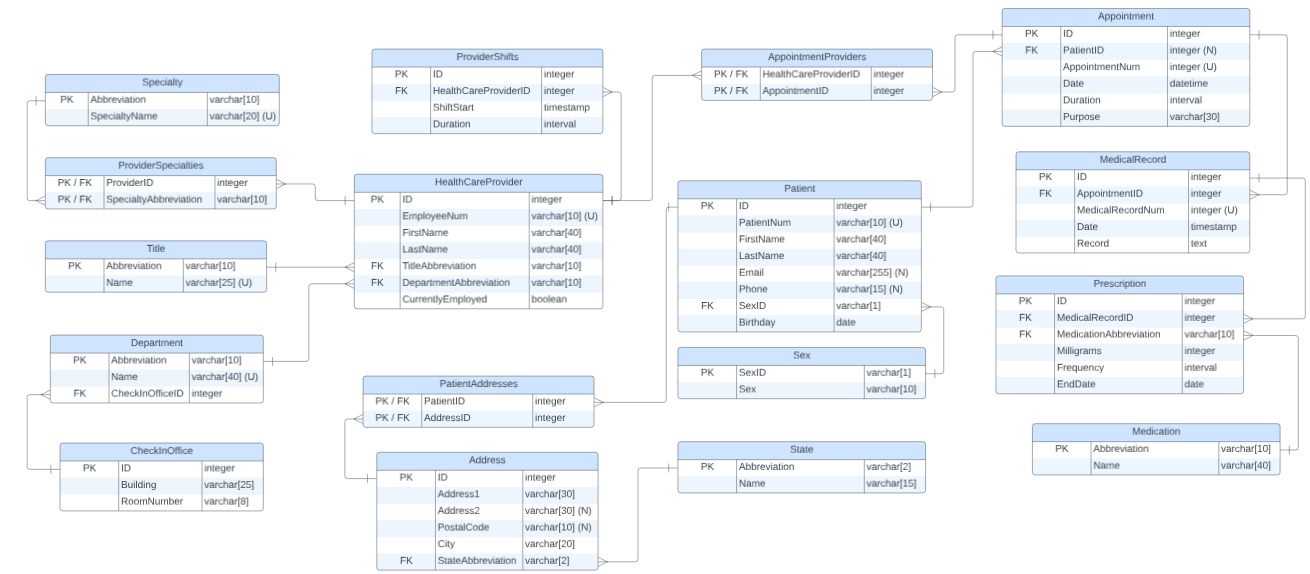 Specialty
PK Abbreviation varchar[10]
SpecialtyName varchar[20] (U)
ProviderSpecialties
PK / FK ProviderID integer
PK / FK SpecialtyAbbreviation varchar[10]
Title
PK Abbreviation varchar[10]
Name varchar[25] (U)
Department
PK Abbreviation varchar[10]
Name varchar[40] (U)
FK CheckInOfficeID integer
CheckInOffice
PK ID integer
Building varchar[25]
RoomNumber varchar[8]
ProviderShifts
PK ID integer
FK HealthCareProviderID integer
ShiftStart timestamp
Duration interval
HealthCareProvider
PK ID integer
EmployeeNum varchar[10] (U)
FirstName varchar[40]
LastName varchar[40]
FK TitleAbbreviation varchar[10]
FK DepartmentAbbreviation varchar[10]
CurrentlyEmployed boolean
PatientAddresses
PK / FK PatientID integer
PK / FK AddressID integer
Address
PK ID integer
Address1 varchar[30]
Address2 varchar[30] (N)
PostalCode varchar[10] (N)
City varchar[20]
FK StateAbbreviation varchar[2]
AppointmentProviders
PK / FK HealthCareProviderID integer
PK / FK AppointmentID integer
Patient
PK ID integer
PatientNum varchar[10] (U)
FirstName varchar[40]
LastName varchar[40]
Email varchar[255] (N)
Phone varchar[15] (N)
FK SexID varchar[1]
Birthday date
Sex
PK SexID varchar[1]
Sex varchar[10]
State
PK Abbreviation varchar[2]
Name varchar[15]
Appointment
PK ID integer
FK PatientID integer (N)
AppointmentNum integer (U)
Date datetime
Duration interval
Purpose varchar[30]
MedicalRecord
PK ID integer
FK AppointmentID integer
MedicalRecordNum integer (U)
Date timestamp
Record text
Prescription
PK ID integer
FK MedicalRecordID integer
FK MedicationAbbreviation varchar[10]
Milligrams integer
Frequency interval
EndDate date
Medication
PK Abbreviation varchar[10]
Name varchar[40]